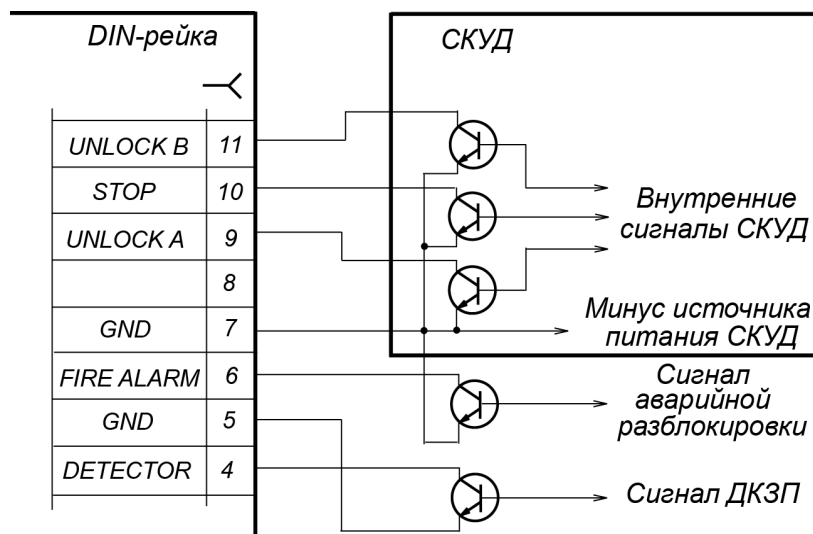 DIN-рейка
СКУД
UNLOCK B 11
STOP 10
UNLOCK A 9
8
GND 7
FIRE ALARM 6
GND 5
DETECTOR 4
Внутренние
сигналы СКУД
Минус источника
питания СКУД
Сигнал
аварийной
разблокировки
Сигнал ДКЗП